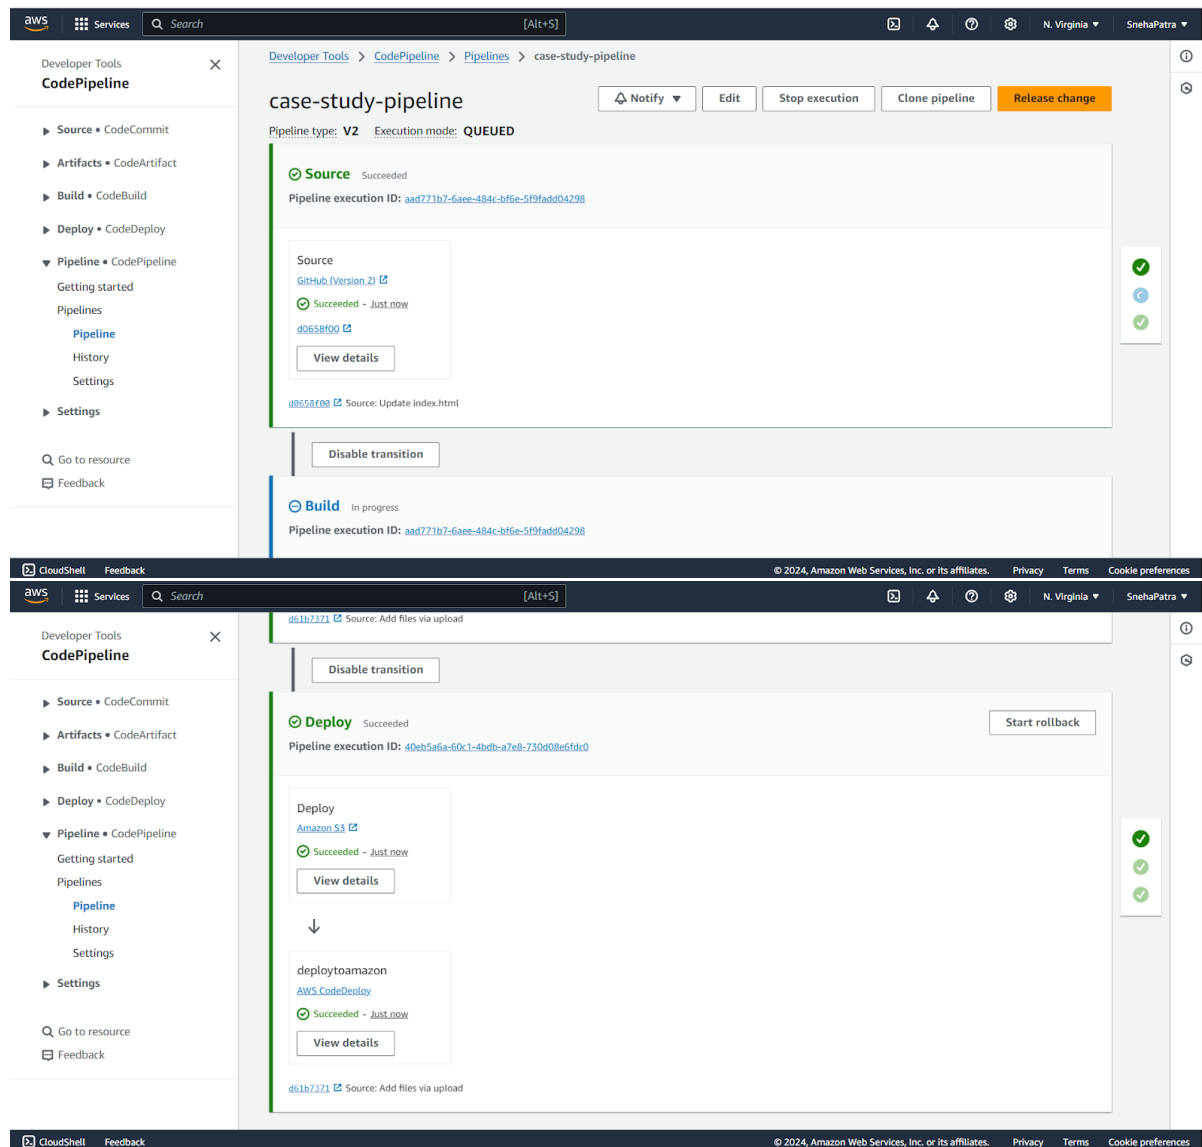 aws Services Search [Alt+S] N. Virginia SnehaPatra
Developer Tools
CodePipeline
Source • CodeCommit
Artifacts • CodeArtifact
Build • CodeBuild
Deploy • CodeDeploy
Pipeline • CodePipeline
Getting started
Pipelines
Pipeline
History
Settings
Settings
Go to resource
Feedback
Developer Tools > CodePipeline > Pipelines > case-study-pipeline
case-study-pipeline
Notify Edit Stop execution Clone pipeline Release change
Pipeline type: V2 Execution mode: QUEUED
Source Succeeded
Pipeline execution ID: aad771b7-6aee-484c-bf6e-5f9fadd04298
Source
GitHub (Version 2)
Succeeded - Just now
d0658f00
View details
d0658f00 Source: Update index.html
Disable transition
Build In progress
Pipeline execution ID: aad771b7-6aee-484c-bf6e-5f9fadd04298
CloudShell Feedback © 2024, Amazon Web Services, Inc. or its affiliates. Privacy Terms Cookie preferences
aws Services Search [Alt+S] N. Virginia SnehaPatra
Developer Tools
CodePipeline
Source • CodeCommit
Artifacts • CodeArtifact
Build • CodeBuild
Deploy • CodeDeploy
Pipeline • CodePipeline
Getting started
Pipelines
Pipeline
History
Settings
Settings
Go to resource
Feedback
d61b7371 Source: Add files via upload
Disable transition
Deploy Succeeded
Start rollback
Pipeline execution ID: 40eb5a6a-60c1-4bdb-a7e8-730d08e6fdc0
Deploy
Amazon S3
Succeeded - Just now
View details
deploytoamazon
AWS CodeDeploy
Succeeded - Just now
View details
d61b7371 Source: Add files via upload
CloudShell Feedback © 2024, Amazon Web Services, Inc. or its affiliates. Privacy Terms Cookie preferences